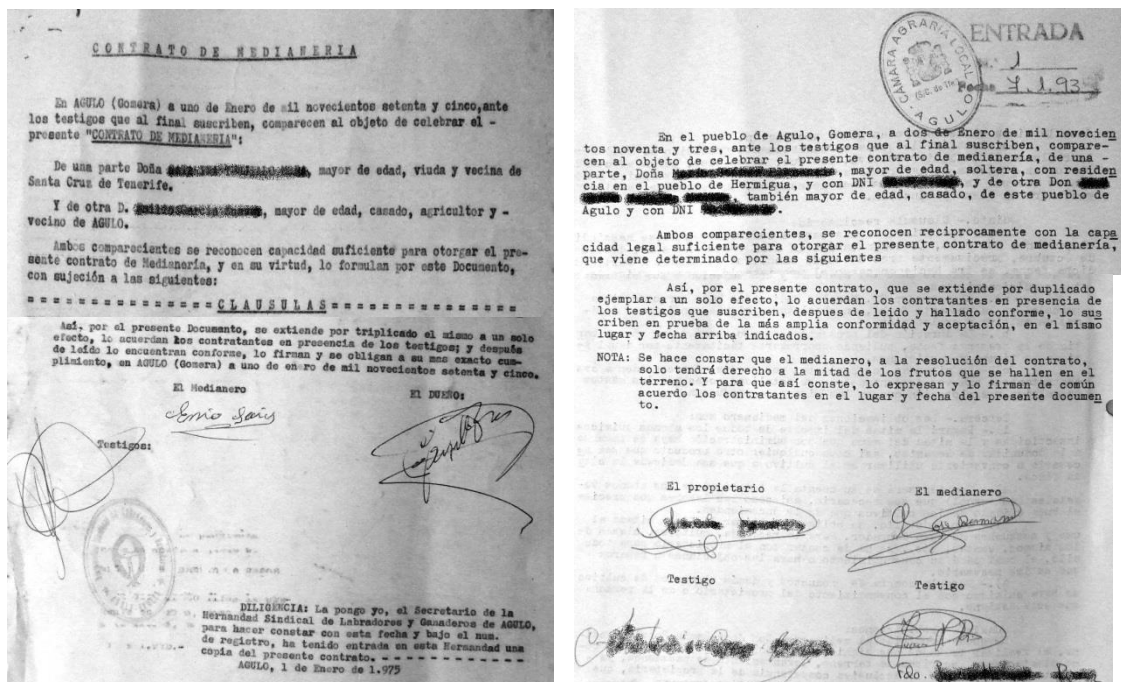 CONTRATO DE MEDIANERIA
En AGULO (Gomera) a uno de Enero de mil novecientos setenta y cinco,ante
los testigos que al final suscriben, comparecen al objeto de celebrar el -
presente "CONTRATO DE MEDIANERIA":
De una parte Doña , mayor de edad, viuda y vecina de
Santa Cruz de Tenerife.
Y de otra D. , mayor de edad, casado, agricultor y -
vecino de AGULO.
Ambos comparecientes se reconocen capacidad suficiente para otorgar el pre-
sente contrato de Medianería, y en su virtud, lo formulan por este Documento,
con sujeción a las siguientes:
= = = = = = = = = = = = = = = CLAUSULAS = = = = = = = = = = = = = = =
Así, por el presente Documanto, se extiende por triplicado el mismo a un solo
efecto, lo acuerdan los contratantes en presencia de los testigos; y después
de leído lo encuentran conforme, lo firman y se obligan a su mas exacto cum-
plimiento, en AGULO (Gomera) a uno de enero de mil novecientos setenta y cinco.
El Medianero
EL DUEÑO:
Testigos:
DILIGENCIA: La pongo yo, el Secretario de la
Hermandad Sindical de Labradores y Ganaderos de AGULO,
para hacer constar con esta fecha y bajo el num.
de registro, ha tenido entrada en esta Hermandad una
copia del presente contrato. - - - - - - - - - - - -
AGULO, 1 de Enero de 1.975
CAMARA AGRARIA LOCAL
(S.C. de Tfe)
AGULO
ENTRADA
N.º 1
Fecha 7.1.93
En el pueblo de Agulo, Gomera, a dos de Enero de mil novecien
tos noventa y tres, ante los testigos que al final suscriben, compare-
cen al objeto de celebrar el presente contrato de medianería, de una -
parte, Doña , mayor de edad, soltera, con residen
cia en el pueblo de Hermigua, y con DNI , y de otra Don
, también mayor de edad, casado, de este pueblo de
Agulo y con DNI .
Ambos comparecientes, se reconocen reciprocamente con la capa
cidad legal suficiente para otorgar el presente contrato de medianería,
que viene determinado por las siguientes
Así, por el presente contrato, que se extiende por duplicado
ejemplar a un solo efecto, lo acuerdan los contratantes en presencia de
los testigos que suscriben, despues de leido y hallado conforme, lo sus
criben en prueba de la más amplia conformidad y aceptación, en el mismo
lugar y fecha arriba indicados.
NOTA: Se hace constar que el medianero, a la resolución del contrato,
solo tendrá derecho a la mitad de los frutos que se hallen en el
terreno. Y para que así conste, lo expresan y lo firman de común
acuerdo los contratantes en el lugar y fecha del presente documen
to.
El propietario
El medianero
Testigo
Testigo
Fdo.